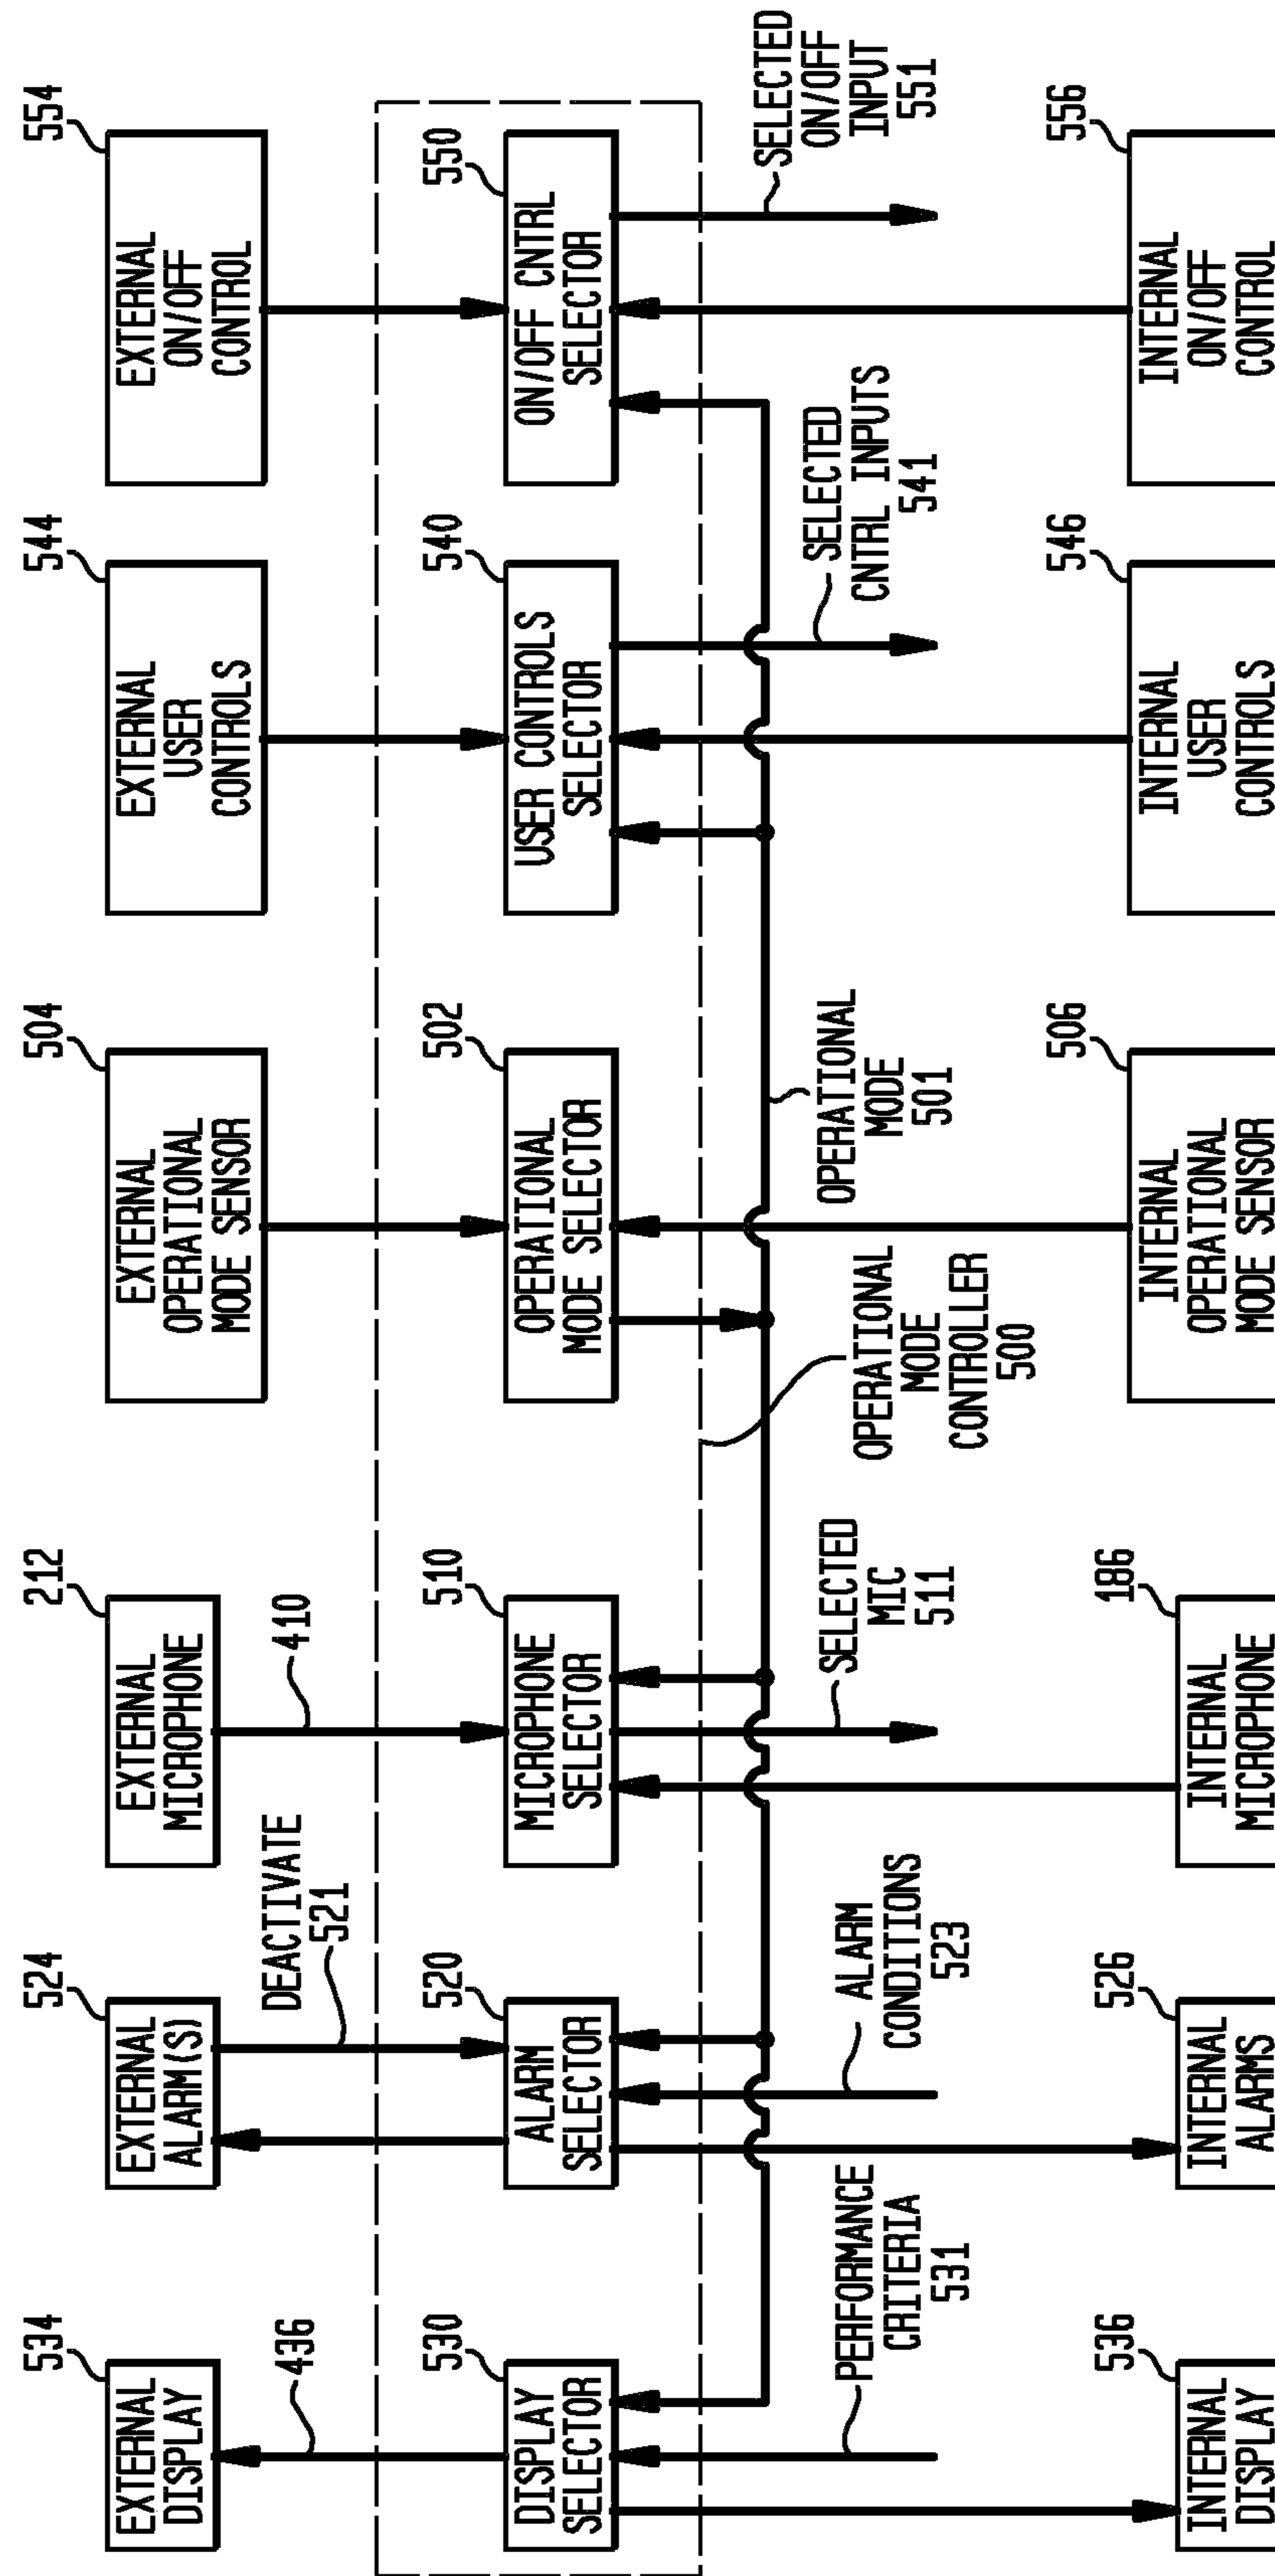 534
EXTERNAL
DISPLAY
436
530
DISPLAY
SELECTOR
PERFORMANCE
CRITERIA
531
536
INTERNAL
DISPLAY
524
EXTERNAL
ALARM(S)
DEACTIVATE
521
520
ALARM
SELECTOR
ALARM
CONDITIONS
523
526
INTERNAL
ALARMS
212
EXTERNAL
MICROPHONE
410
510
MICROPHONE
SELECTOR
SELECTED
MIC
511
186
INTERNAL
MICROPHONE
504
EXTERNAL
OPERATIONAL
MODE SENSOR
502
OPERATIONAL
MODE SELECTOR
OPERATIONAL
MODE
501
OPERATIONAL
MODE
CONTROLLER
500
506
INTERNAL
OPERATIONAL
MODE SENSOR
544
EXTERNAL
USER
CONTROLS
540
USER CONTROLS
SELECTOR
SELECTED
CNTRL INPUTS
541
546
INTERNAL
USER
CONTROLS
554
EXTERNAL
ON/OFF
CONTROL
550
ON/OFF CNTRL
SELECTOR
SELECTED
ON/OFF
INPUT
551
556
INTERNAL
ON/OFF
CONTROL